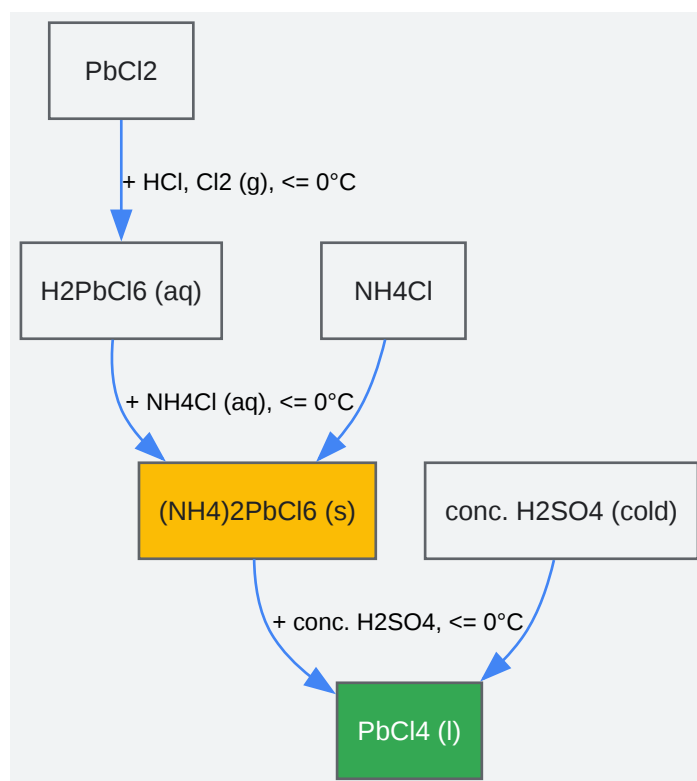 PbCl2
+ HCl, Cl2 (g), <= 0°C
H2PbCl6 (aq)
NH4Cl
+ NH4Cl (aq), <= 0°C
(NH4)2PbCl6 (s)
conc. H2SO4 (cold)
+ conc. H2SO4, <= 0°C
PbCl4 (l)